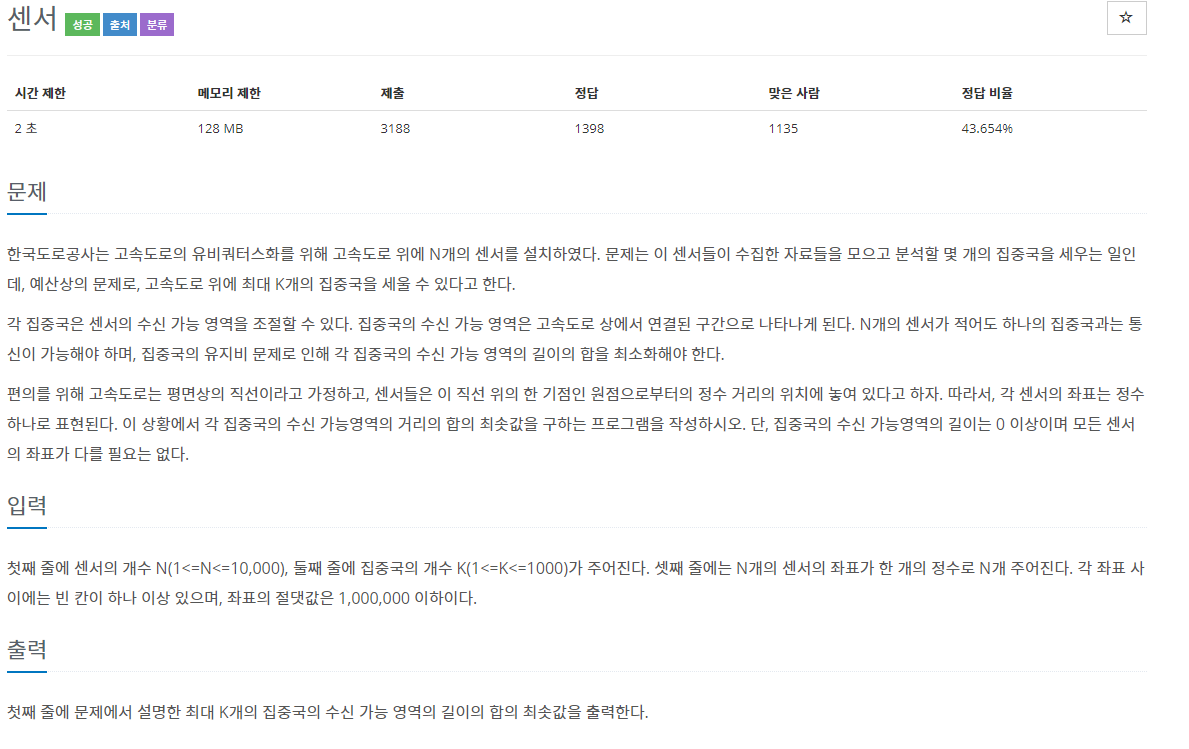 센서 성공 출처 분류 ☆
시간 제한 메모리 제한 제출 정답 맞은 사람 정답 비율
2 초 128 MB 3188 1398 1135 43.654%
문제
한국도로공사는 고속도로의 유비쿼터스화를 위해 고속도로 위에 N개의 센서를 설치하였다. 문제는 이 센서들이 수집한 자료들을 모으고 분석할 몇 개의 집중국을 세우는 일인
데, 예산상의 문제로, 고속도로 위에 최대 K개의 집중국을 세울 수 있다고 한다.
각 집중국은 센서의 수신 가능 영역을 조절할 수 있다. 집중국의 수신 가능 영역은 고속도로 상에서 연결된 구간으로 나타나게 된다. N개의 센서가 적어도 하나의 집중국과는 통
신이 가능해야 하며, 집중국의 유지비 문제로 인해 각 집중국의 수신 가능 영역의 길이의 합을 최소화해야 한다.
편의를 위해 고속도로는 평면상의 직선이라고 가정하고, 센서들은 이 직선 위의 한 기점인 원점으로부터의 정수 거리의 위치에 놓여 있다고 하자. 따라서, 각 센서의 좌표는 정수
하나로 표현된다. 이 상황에서 각 집중국의 수신 가능영역의 거리의 합의 최솟값을 구하는 프로그램을 작성하시오. 단, 집중국의 수신 가능영역의 길이는 0 이상이며 모든 센서
의 좌표가 다를 필요는 없다.
입력
첫째 줄에 센서의 개수 N(1<=N<=10,000), 둘째 줄에 집중국의 개수 K(1<=K<=1000)가 주어진다. 셋째 줄에는 N개의 센서의 좌표가 한 개의 정수로 N개 주어진다. 각 좌표 사
이에는 빈 칸이 하나 이상 있으며, 좌표의 절댓값은 1,000,000 이하이다.
출력
첫째 줄에 문제에서 설명한 최대 K개의 집중국의 수신 가능 영역의 길이의 합의 최솟값을 출력한다.